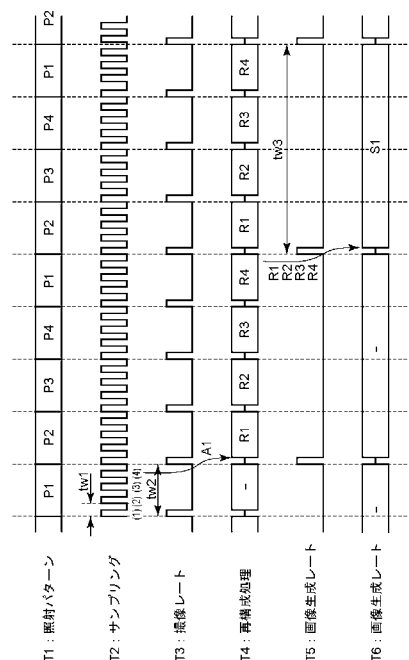 T1：照射パターン
P1 P2 P3 P4 P1 P2 P3 P4 P1 P2
T2：サンプリング
tw1
(1) (2) (3) (4)
tw2
T3：撮像レート
A1
T4：再構成処理
- R1 R2 R3 R4 R1 R2 R3 R4
T5：画像生成レート
R1
R2
R3
R4
tw3
T6：画像生成レート
- - S1